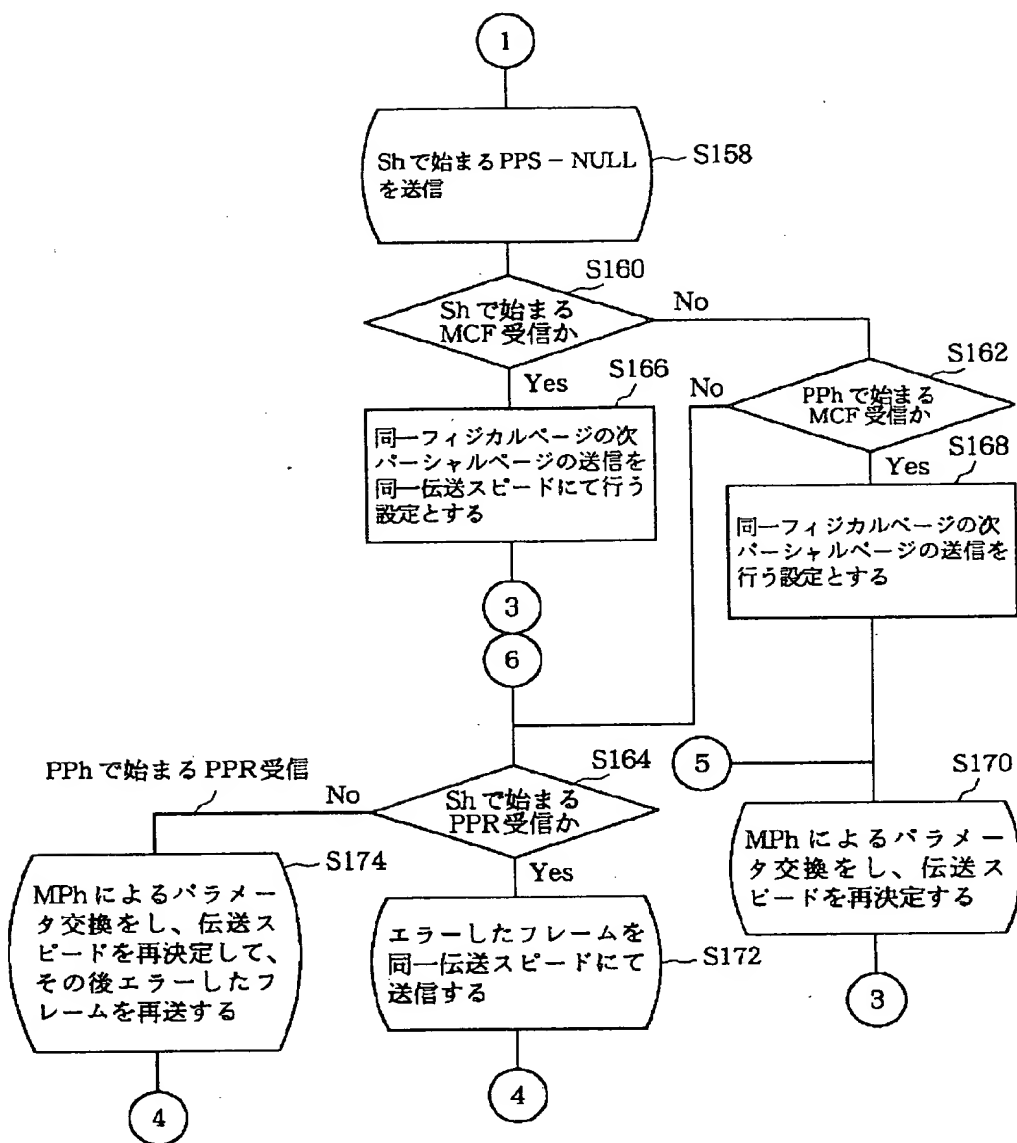 1
Shで始まるPPS－NULL
を送信
S158
S160
Shで始まる
MCF受信か
No
Yes
S166
同一フィジカルページの次
パーシャルページの送信を
同一伝送スピードにて行う
設定とする
3
6
S162
No
PPhで始まる
MCF受信か
Yes
S168
同一フィジカルページの次
パーシャルページの送信を
行う設定とする
5
S170
MPhによるパラメー
タ交換をし、伝送ス
ピードを再決定する
3
S164
Shで始まる
PPR受信か
PPhで始まるPPR受信
No
Yes
S174
MPhによるパラメー
タ交換をし、伝送スピ
ードを再決定して、
その後エラーしたフ
レームを再送する
4
エラーしたフレームを
同一伝送スピードにて
送信する
S172
4